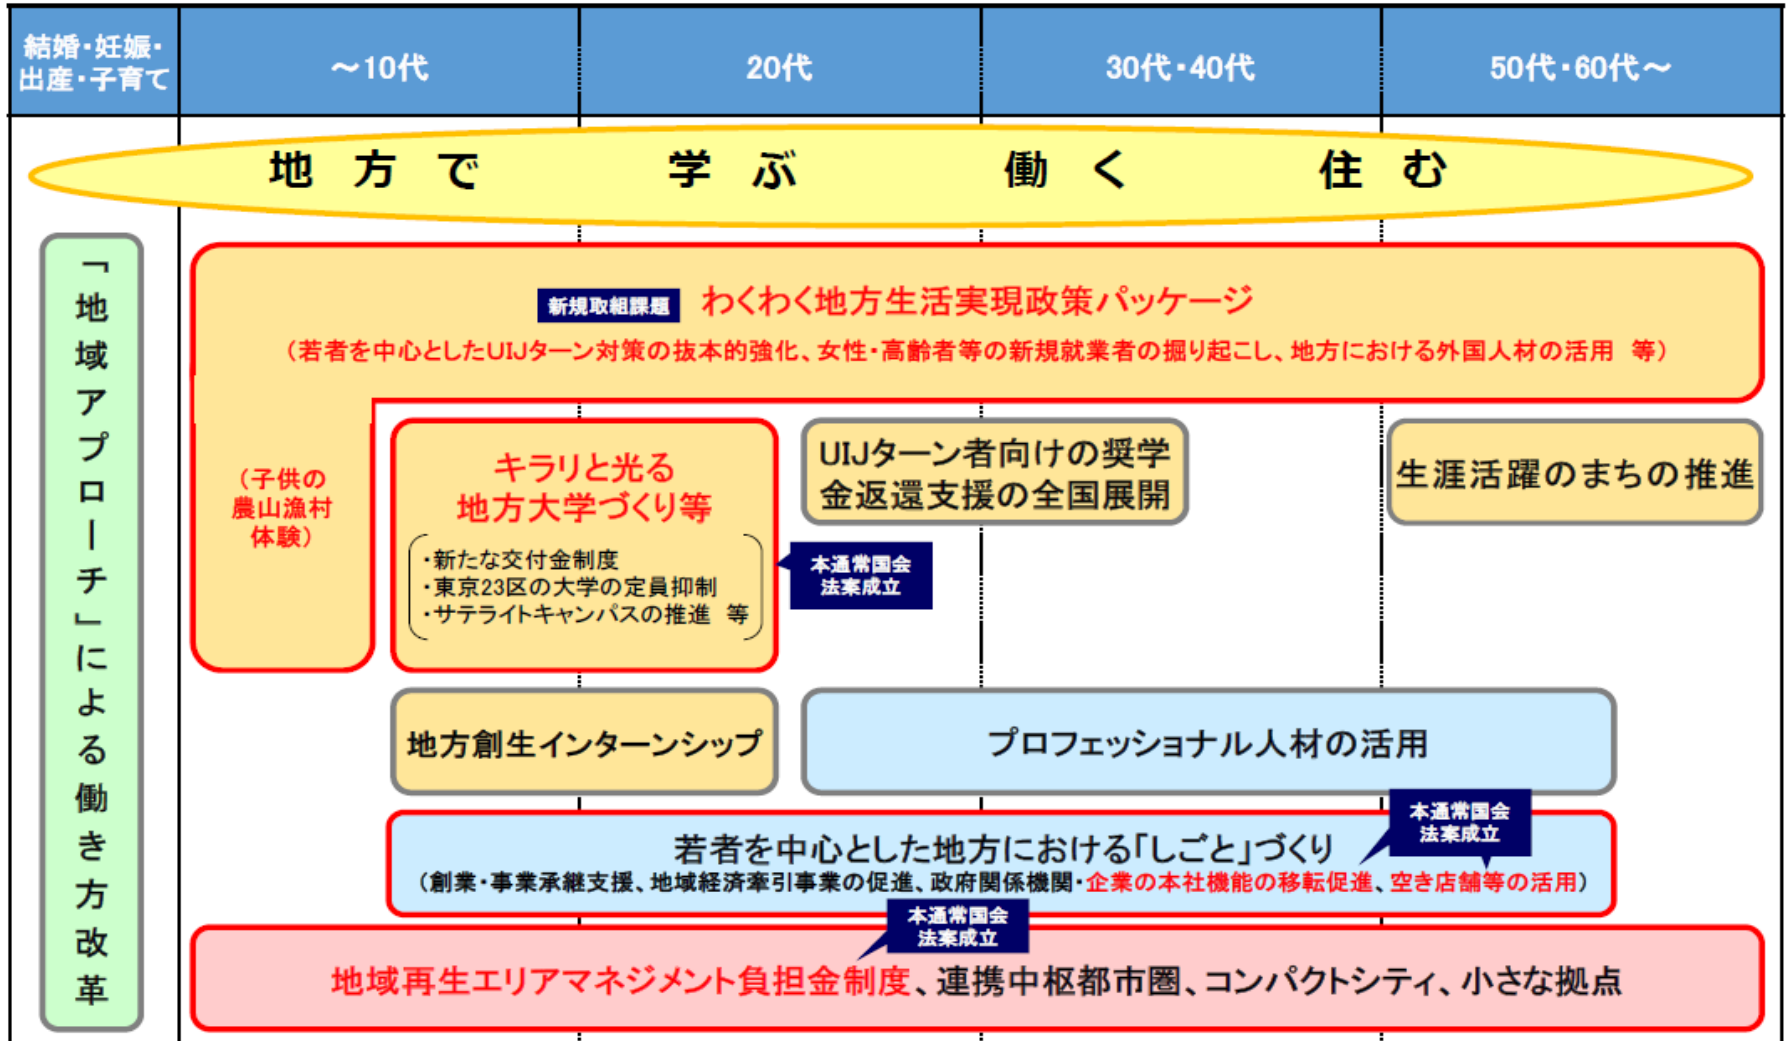 結婚・妊娠・
出産・子育て
～10代
20代
30代・40代
50代・60代～
地方で 学ぶ 働く 住む
「地域アプローチ」による働き方改革
新規取組課題
わくわく地方生活実現政策パッケージ
（若者を中心としたUIJターン対策の抜本的強化、女性・高齢者等の新規就業者の掘り起こし、地方における外国人材の活用 等）
（子供の
農山漁村
体験）
キラリと光る
地方大学づくり等
・新たな交付金制度
・東京23区の大学の定員抑制
・サテライトキャンパスの推進 等
本通常国会
法案成立
UIJターン者向けの奨学
金返還支援の全国展開
生涯活躍のまちの推進
地方創生インターンシップ
プロフェッショナル人材の活用
本通常国会
法案成立
若者を中心とした地方における「しごと」づくり
（創業・事業承継支援、地域経済牽引事業の促進、政府関係機関・企業の本社機能の移転促進、空き店舗等の活用）
本通常国会
法案成立
地域再生エリアマネジメント負担金制度、連携中枢都市圏、コンパクトシティ、小さな拠点